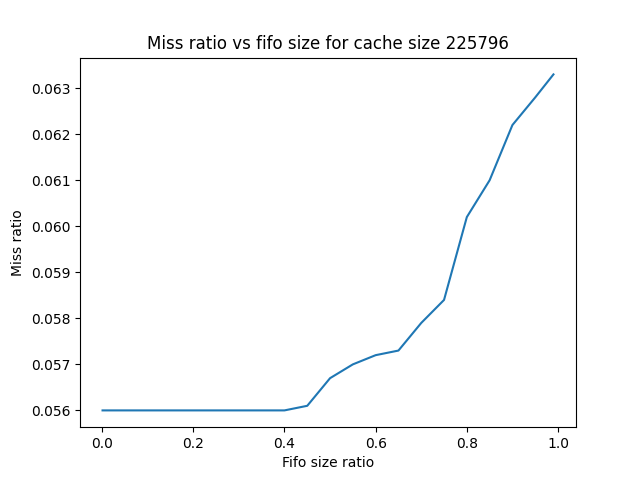 Miss ratio vs fifo size for cache size 225796
0.063
0.062
0.061
0.060
0.059
0.058
0.057
0.056
Miss ratio
0.0 0.2 0.4 0.6 0.8 1.0
Fifo size ratio